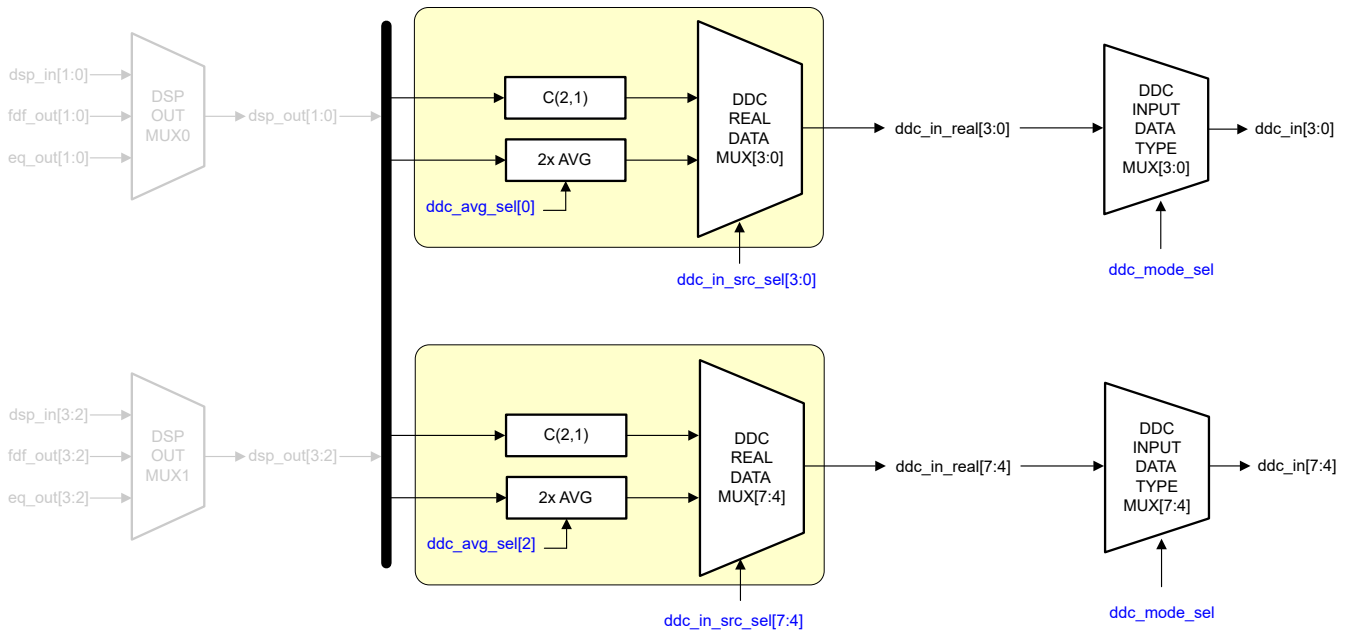 dsp_in[1:0]
fdf_out[1:0]
eq_out[1:0]
DSP
OUT
MUX0
dsp_out[1:0]
C(2,1)
2x AVG
ddc_avg_sel[0]
DDC
REAL
DATA
MUX[3:0]
ddc_in_src_sel[3:0]
ddc_in_real[3:0]
DDC
INPUT
DATA
TYPE
MUX[3:0]
ddc_mode_sel
ddc_in[3:0]
dsp_in[3:2]
fdf_out[3:2]
eq_out[3:2]
DSP
OUT
MUX1
dsp_out[3:2]
C(2,1)
2x AVG
ddc_avg_sel[2]
DDC
REAL
DATA
MUX[7:4]
ddc_in_src_sel[7:4]
ddc_in_real[7:4]
DDC
INPUT
DATA
TYPE
MUX[7:4]
ddc_mode_sel
ddc_in[7:4]